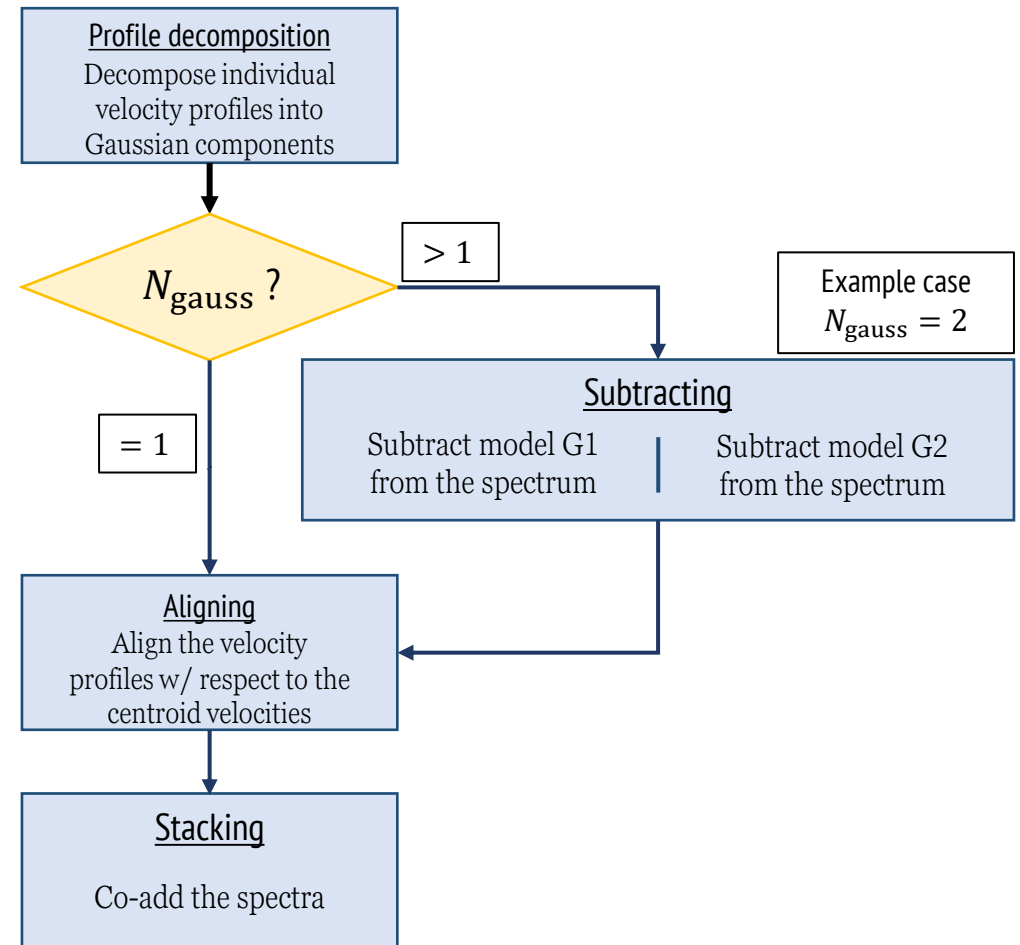 Profile decomposition
Decompose individual
velocity profiles into
Gaussian components
N_gauss ?
> 1
Example case
N_gauss = 2
= 1
Subtracting
Subtract model G1
from the spectrum
Subtract model G2
from the spectrum
Aligning
Align the velocity
profiles w/ respect to the
centroid velocities
Stacking
Co-add the spectra